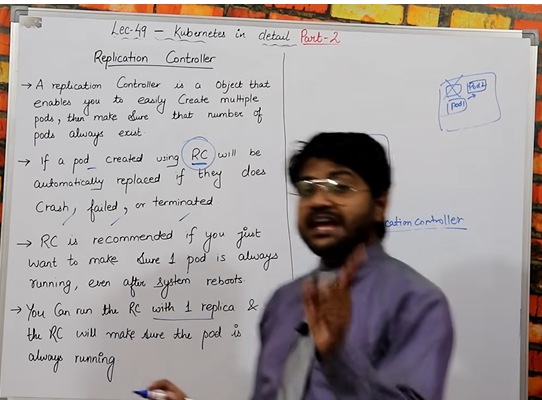 Lec-49 - Kubernetes in detail Part-2
Replication Controller
→ A replication Controller is a Object that
enables you to easily Create multiple
pods, then make Sure that number of
pods always exist.
→ If a pod created using RC will be
automatically replaced if they does
Crash, failed, or terminated
→ RC is recommended if you just
Want to make Sure 1 pod is always
running, even after system reboots.
→ You Can run the RC with 1 replica &
the RC will make sure the pod is
always running
Pod2
Pod1
cation Controller